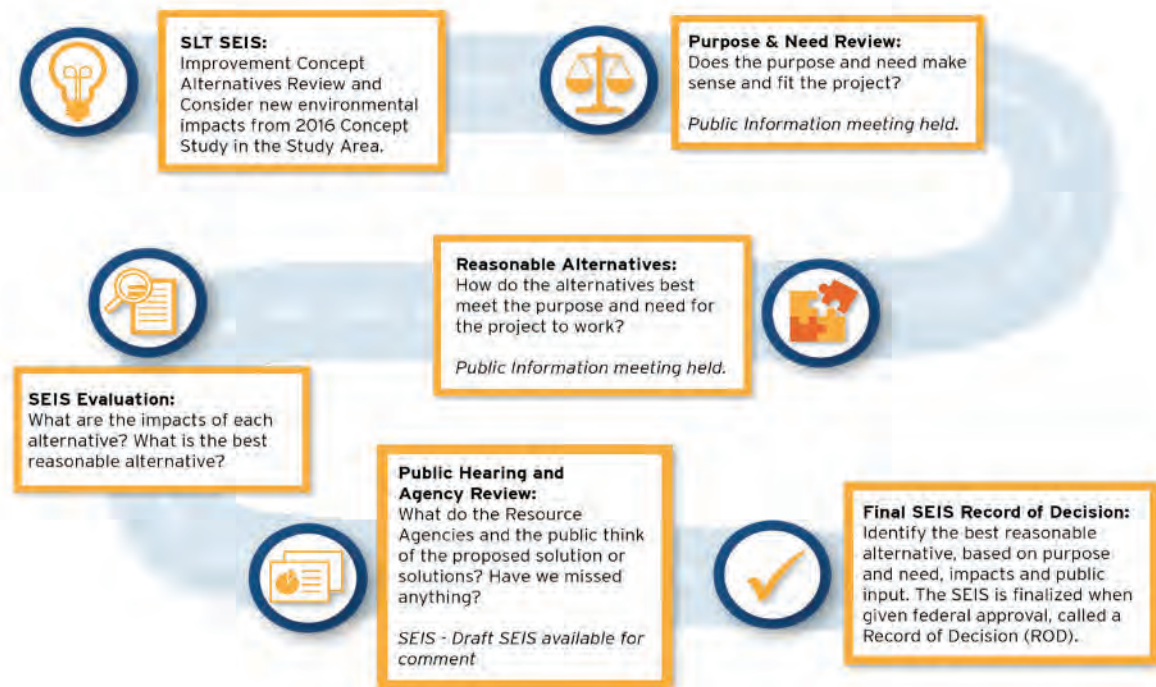 SLT SEIS:
Improvement Concept
Alternatives Review and
Consider new environmental
impacts from 2016 Concept
Study in the Study Area.
Purpose & Need Review:
Does the purpose and need make
sense and fit the project?
Public Information meeting held.
Reasonable Alternatives:
How do the alternatives best
meet the purpose and need for
the project to work?
Public Information meeting held.
SEIS Evaluation:
What are the impacts of each
alternative? What is the best
reasonable alternative?
Public Hearing and
Agency Review:
What do the Resource
Agencies and the public think
of the proposed solution or
solutions? Have we missed
anything?
SEIS - Draft SEIS available for
comment
Final SEIS Record of Decision:
Identify the best reasonable
alternative, based on purpose
and need, impacts and public
input. The SEIS is finalized when
given federal approval, called a
Record of Decision (ROD).